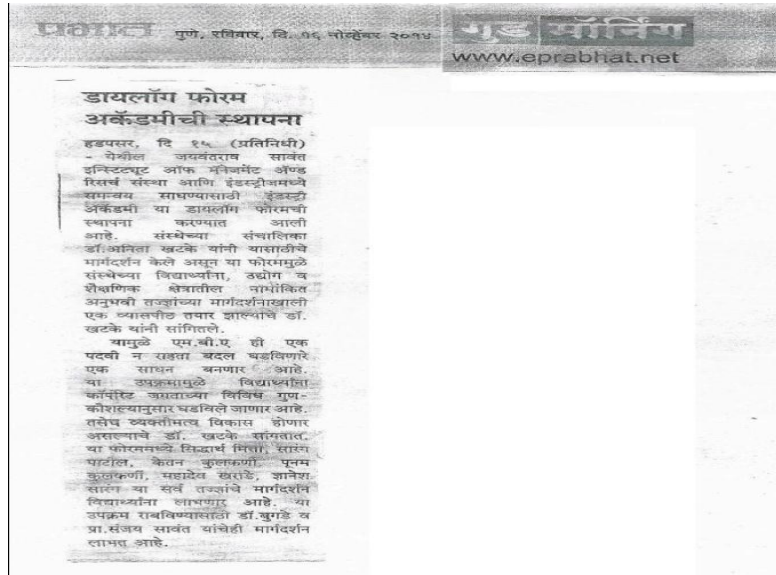 प्रभात पुणे, रविवार, दि. १६ नोव्हेंबर २०१४ गुड मॉर्निंग
www.eprabhat.net
डायलॉग फोरम
अकॅडमीची स्थापना
हडपसर, दि १५ (प्रतिनिधी)
- येथील जयवंतराव सावंत
इन्स्टिट्यूट ऑफ मॅनेजमेंट अ‍ॅण्ड
रिसर्च संस्था आणि इंडस्ट्रीजमध्ये
समन्वय साधण्यासाठी इंडस्ट्री
अकॅडमी या डायलॉग फोरमची
स्थापना करण्यात आली
आहे. संस्थेच्या संचालिका
डॉ.अनिता खटके यांनी यासाठीचे
मार्गदर्शन केले असून या फोरममुळे
संस्थेच्या विद्यार्थ्यांना, उद्योग व
शैक्षणिक क्षेत्रातील नामांकित
अनुभवी तज्ज्ञांच्या मार्गदर्शनाखाली
एक व्यासपीठ तयार झाल्याचे डॉ.
खटके यांनी सांगितले.
यामुळे एम.बी.ए ही एक
पदवी न राहता बदल घडविणारे
एक साधन बनणार आहे.
या उपक्रमामुळे विद्यार्थ्यांना
कॉर्पोरेट जगताच्या विविध गुण-
कौशल्यानुसार घडविले जाणार आहे.
तसेच व्यक्तीमत्व विकास होणार
असल्याचे डॉ. खटके सांगतात.
या फोरममध्ये सिद्धार्थ मित्तो, सारंग
पाटील, केतन कुलकर्णी, पूनम
कुलकर्णी, महादेव खरांडे, ज्ञानेश
सारंग या सर्व तज्ज्ञांचे मार्गदर्शन
विद्यार्थ्यांना लाभणार आहे. या
उपक्रम राबविण्यासाठी डॉ.बुगडे व
प्रा.संजय सावंत यांचेही मार्गदर्शन
लाभत आहे.